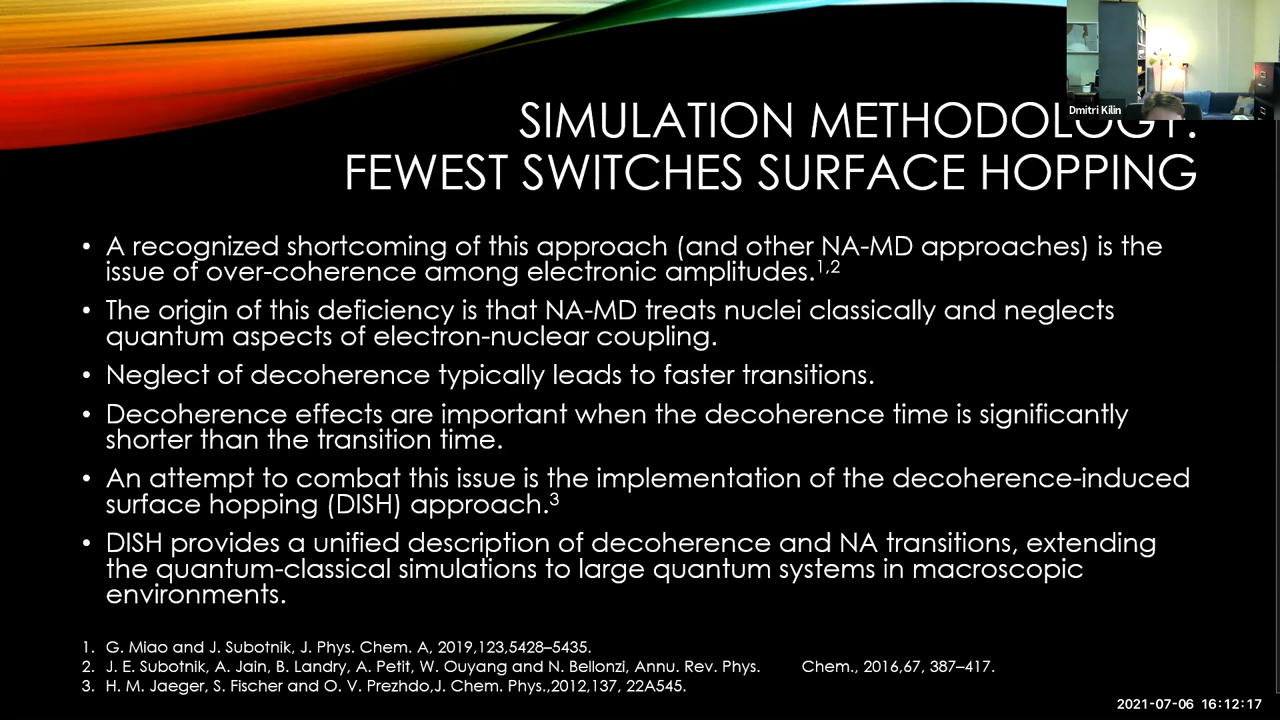 Dmitri Kilin
SIMULATION METHODOLOGY:
FEWEST SWITCHES SURFACE HOPPING
• A recognized shortcoming of this approach (and other NA-MD approaches) is the
issue of over-coherence among electronic amplitudes.1,2
• The origin of this deficiency is that NA-MD treats nuclei classically and neglects
quantum aspects of electron-nuclear coupling.
• Neglect of decoherence typically leads to faster transitions.
• Decoherence effects are important when the decoherence time is significantly
shorter than the transition time.
• An attempt to combat this issue is the implementation of the decoherence-induced
surface hopping (DISH) approach.3
• DISH provides a unified description of decoherence and NA transitions, extending
the quantum-classical simulations to large quantum systems in macroscopic
environments.
1. G. Miao and J. Subotnik, J. Phys. Chem. A, 2019,123,5428–5435.
2. J. E. Subotnik, A. Jain, B. Landry, A. Petit, W. Ouyang and N. Bellonzi, Annu. Rev. Phys. Chem., 2016,67, 387–417.
3. H. M. Jaeger, S. Fischer and O. V. Prezhdo,J. Chem. Phys.,2012,137, 22A545.
2021-07-06 16:12:17